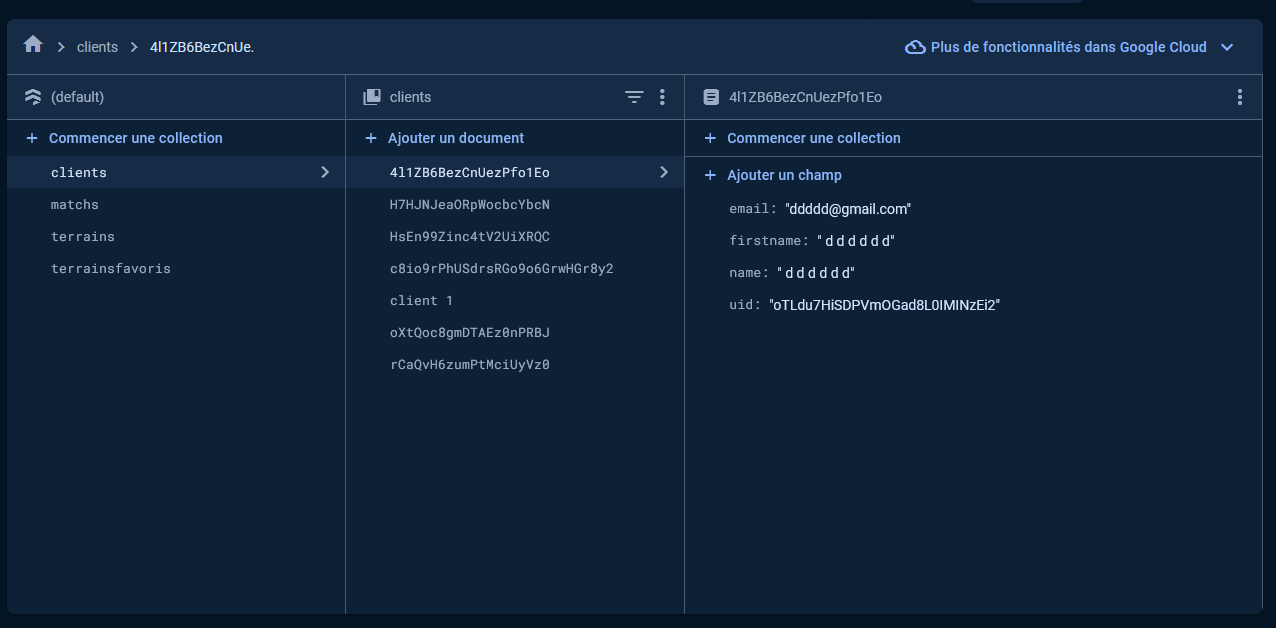 clients
4l1ZB6BezCnUe.
Plus de fonctionnalités dans Google Cloud
(default)
clients
4l1ZB6BezCnUezPfo1Eo
Commencer une collection
Ajouter un document
Commencer une collection
clients
matchs
terrains
terrainsfavoris
4l1ZB6BezCnUezPfo1Eo
H7HJNJeaORpWocbcYbcN
HsEn99Zinc4tV2UiXRQC
c8io9rPhUSdrsRGo9o6GrwHGr8y2
client 1
oXtQoc8gmDTAEz0nPRBJ
rCaQvH6zumPtMciUyVz0
Ajouter un champ
email: "ddddd@gmail.com"
firstname: " d d d d d d"
name: " d d d d d d"
uid: "oTLdu7HiSDPVmOGad8L0IMINzEi2"